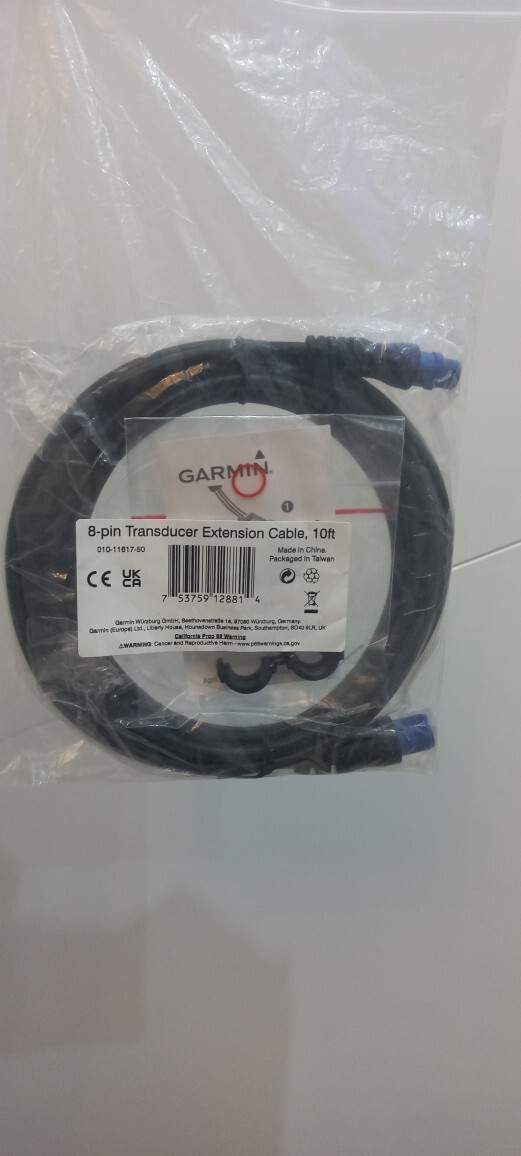 GARMIN
1
8-pin Transducer Extension Cable, 10ft
010-11617-50
Made in China.
Packaged in Taiwan
CE UK CA
7 53759 12881 4
Garmin Würzburg GmbH, Beethovenstraße 1a, 97080 Würzburg, Germany.
Garmin (Europe) Ltd., Liberty House, Hounsdown Business Park, Southampton, SO40 9LR, UK
California Prop 65 Warning
⚠WARNING: Cancer and Reproductive Harm - www.p65warnings.ca.gov